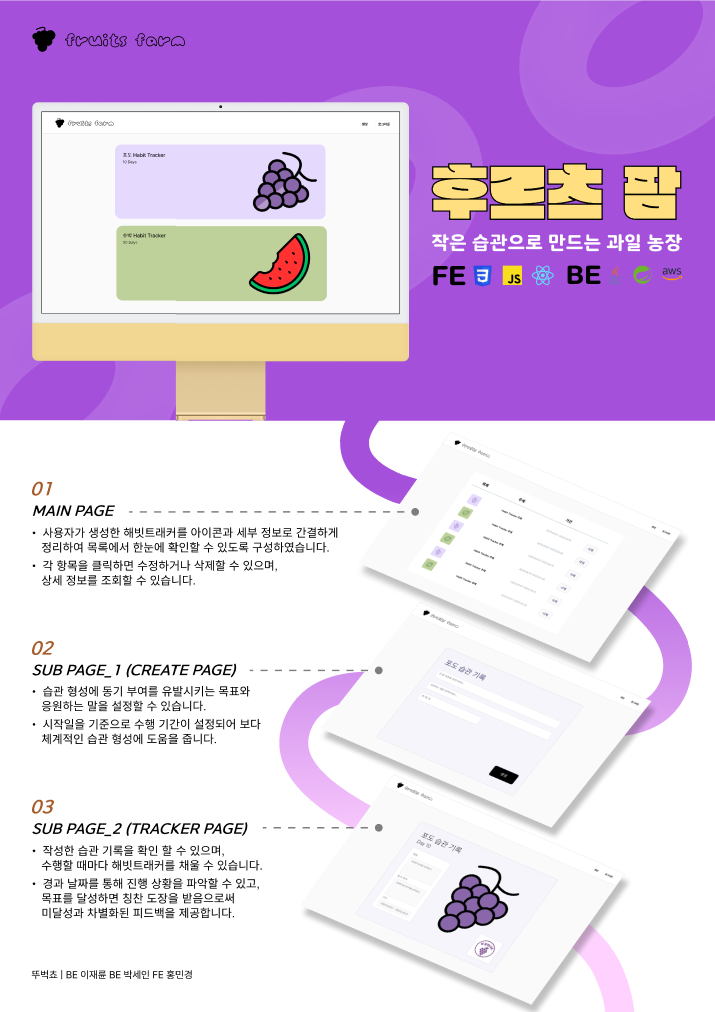 fruits farm
fruits farm
포도 Habit Tracker
10 Days
수박 Habit Tracker
30 Days
후르츠 팜
작은 습관으로 만드는 과일 농장
FE JS BE aws
01
MAIN PAGE
• 사용자가 생성한 해빗트래커를 아이콘과 세부 정보로 간결하게
정리하여 목록에서 한눈에 확인할 수 있도록 구성하였습니다.
• 각 항목을 클릭하면 수정하거나 삭제할 수 있으며,
상세 정보를 조회할 수 있습니다.
fruits farm
02
SUB PAGE_1 (CREATE PAGE)
• 습관 형성에 동기 부여를 유발시키는 목표와
응원하는 말을 설정할 수 있습니다.
• 시작일을 기준으로 수행 기간이 설정되어 보다
체계적인 습관 형성에 도움을 줍니다.
fruits farm
포도 습관 기록
03
SUB PAGE_2 (TRACKER PAGE)
• 작성한 습관 기록을 확인 할 수 있으며,
수행할 때마다 해빗트래커를 채울 수 있습니다.
• 경과 날짜를 통해 진행 상황을 파악할 수 있고,
목표를 달성하면 칭찬 도장을 받음으로써
미달성과 차별화된 피드백을 제공합니다.
fruits farm
포도 습관 기록
Day 10
뚜벅쵸 | BE 이재륜 BE 박세인 FE 홍민경